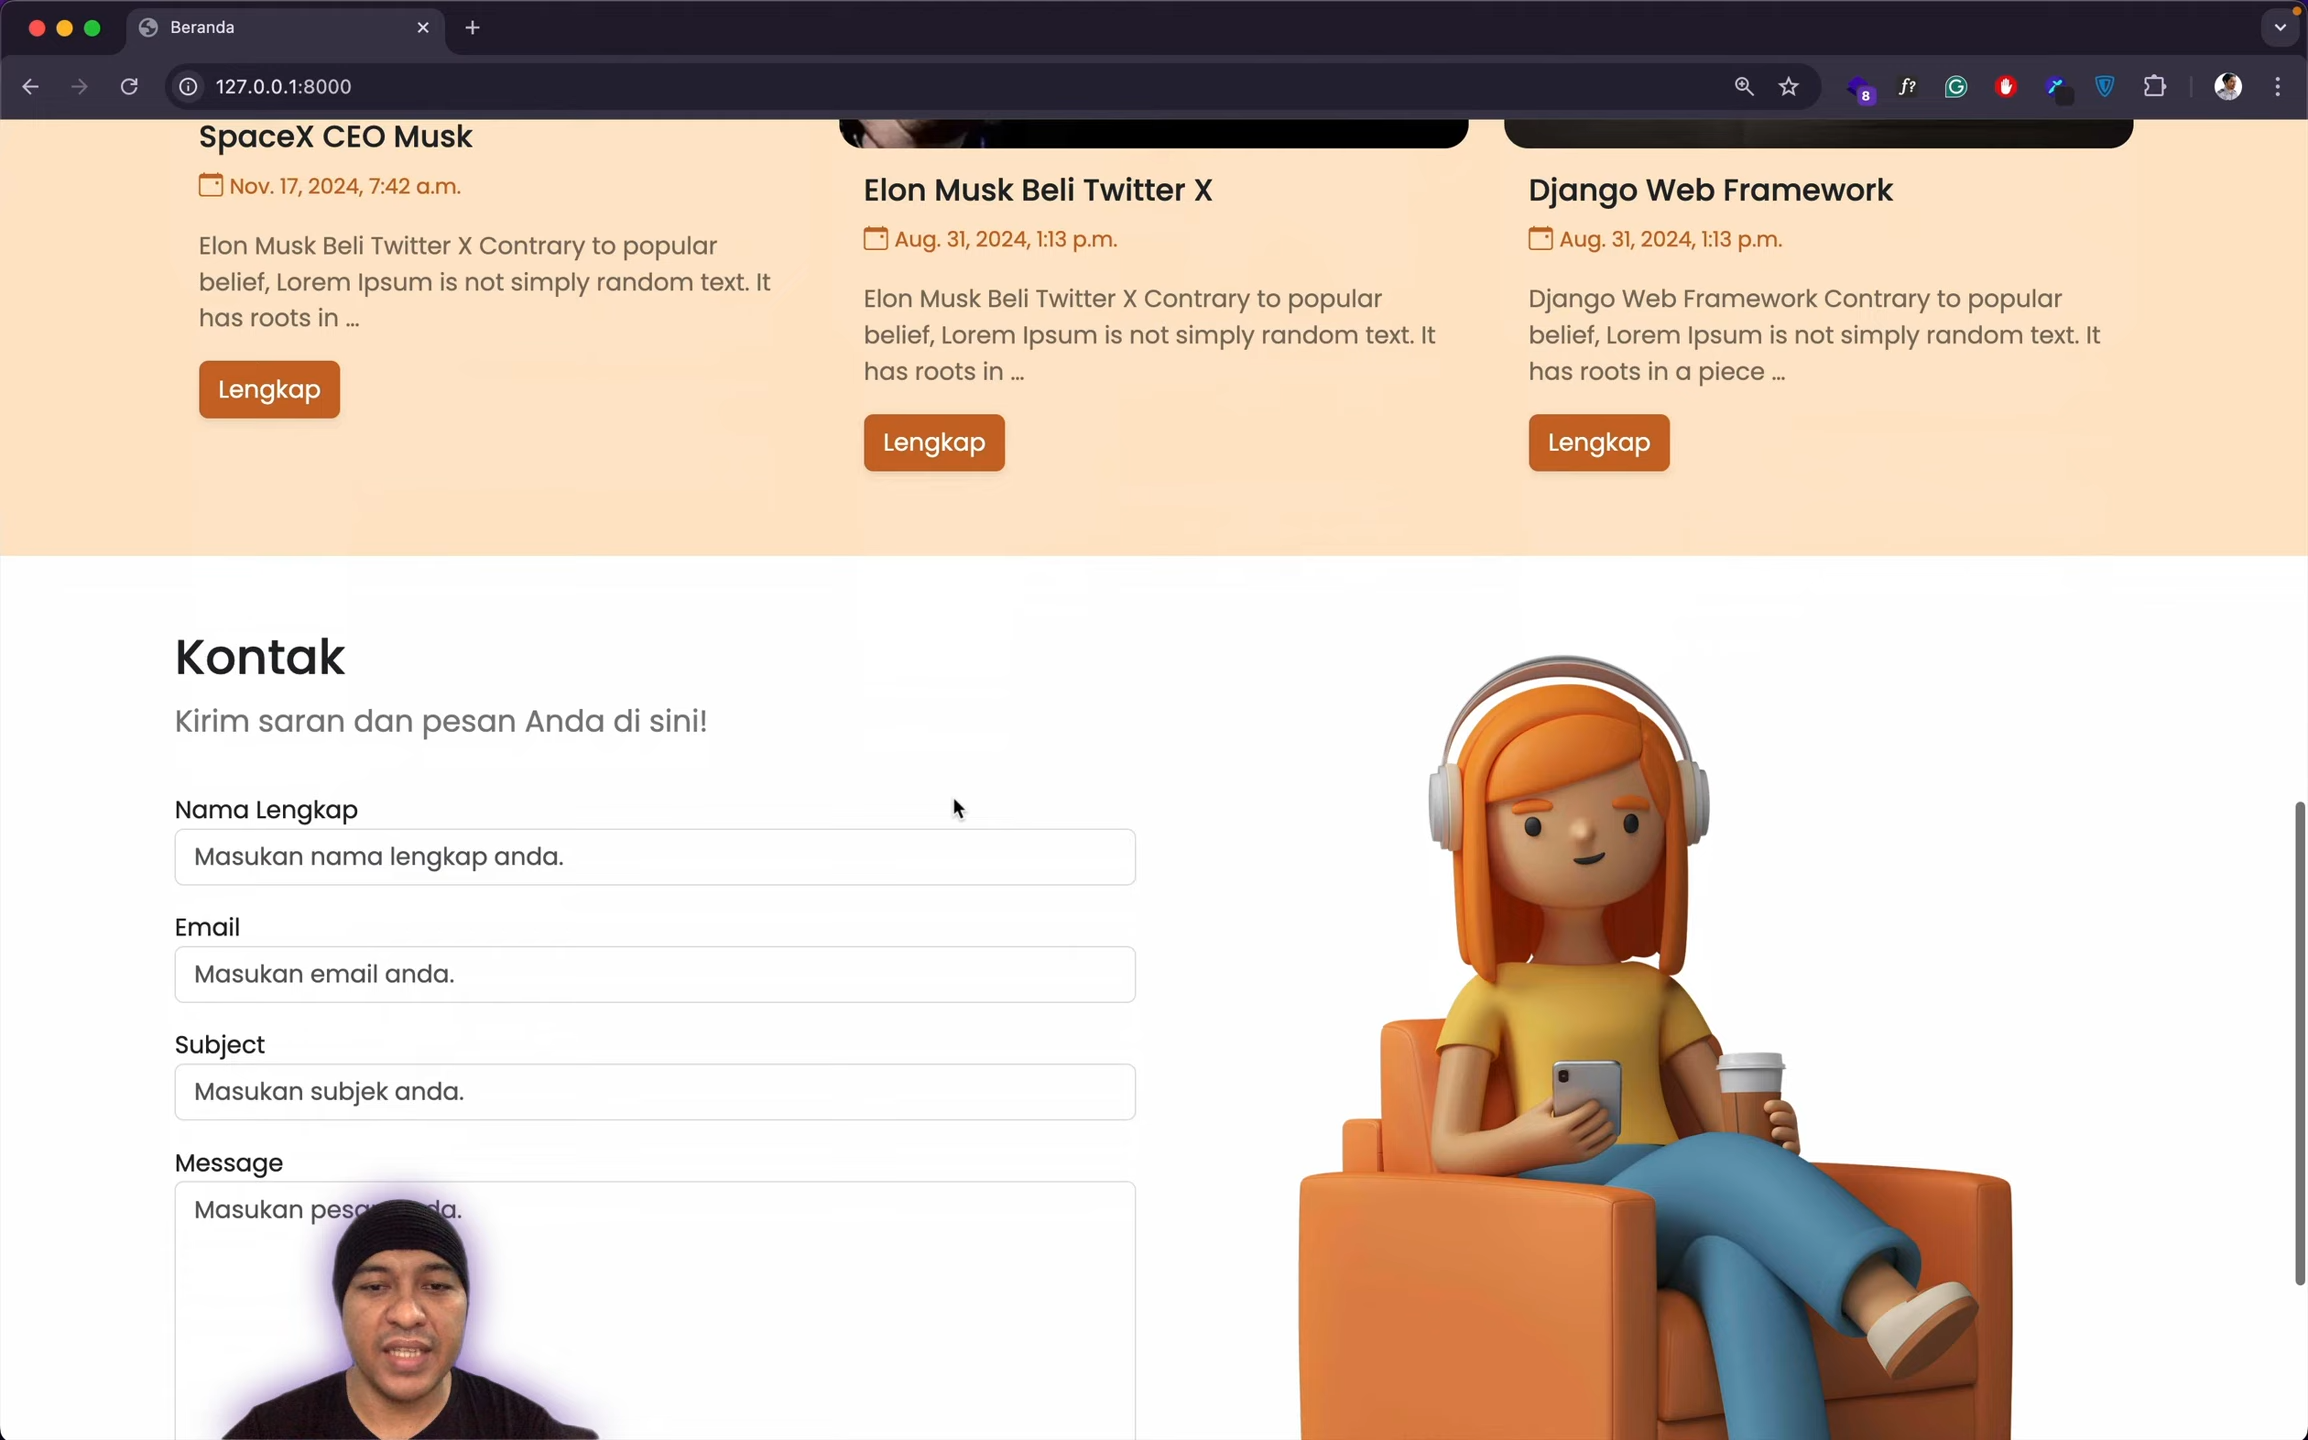 Beranda
127.0.0.1:8000
8
f?
SpaceX CEO Musk
Nov. 17, 2024, 7:42 a.m.
Elon Musk Beli Twitter X Contrary to popular
belief, Lorem Ipsum is not simply random text. It
has roots in …
Lengkap
Elon Musk Beli Twitter X
Aug. 31, 2024, 1:13 p.m.
Elon Musk Beli Twitter X Contrary to popular
belief, Lorem Ipsum is not simply random text. It
has roots in …
Lengkap
Django Web Framework
Aug. 31, 2024, 1:13 p.m.
Django Web Framework Contrary to popular
belief, Lorem Ipsum is not simply random text. It
has roots in a piece …
Lengkap
Kontak
Kirim saran dan pesan Anda di sini!
Nama Lengkap
Masukan nama lengkap anda.
Email
Masukan email anda.
Subject
Masukan subjek anda.
Message
Masukan